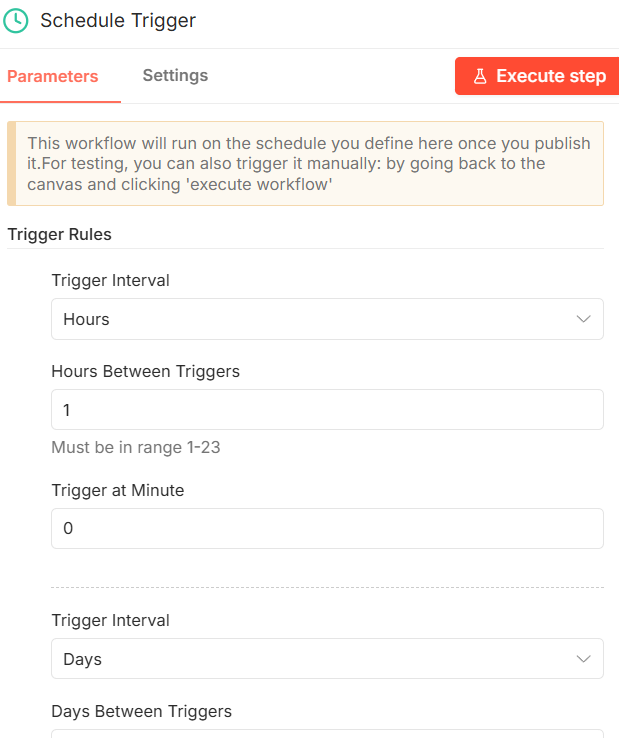 Schedule Trigger
Parameters
Settings
Execute step
This workflow will run on the schedule you define here once you publish
it.For testing, you can also trigger it manually: by going back to the
canvas and clicking 'execute workflow'
Trigger Rules
Trigger Interval
Hours
Hours Between Triggers
1
Must be in range 1-23
Trigger at Minute
0
Trigger Interval
Days
Days Between Triggers